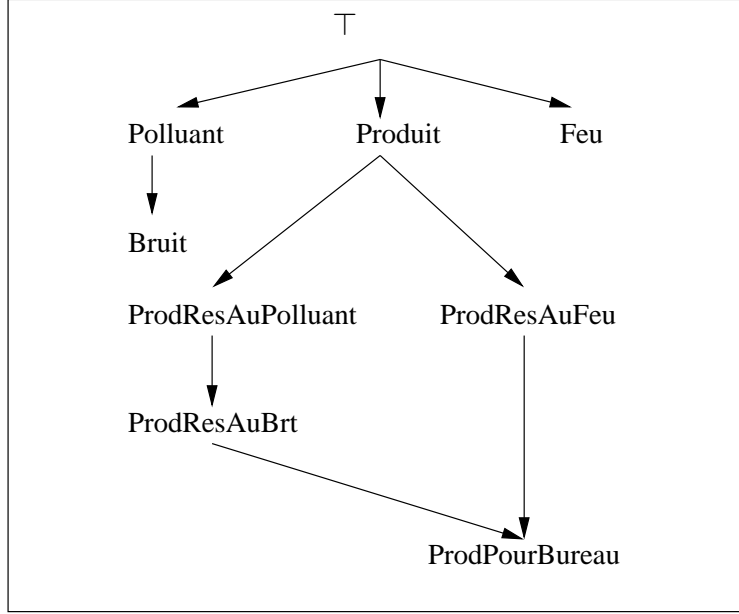 ⊤
Polluant Produit Feu
Bruit
ProdResAuPolluant ProdResAuFeu
ProdResAuBrt
ProdPourBureau